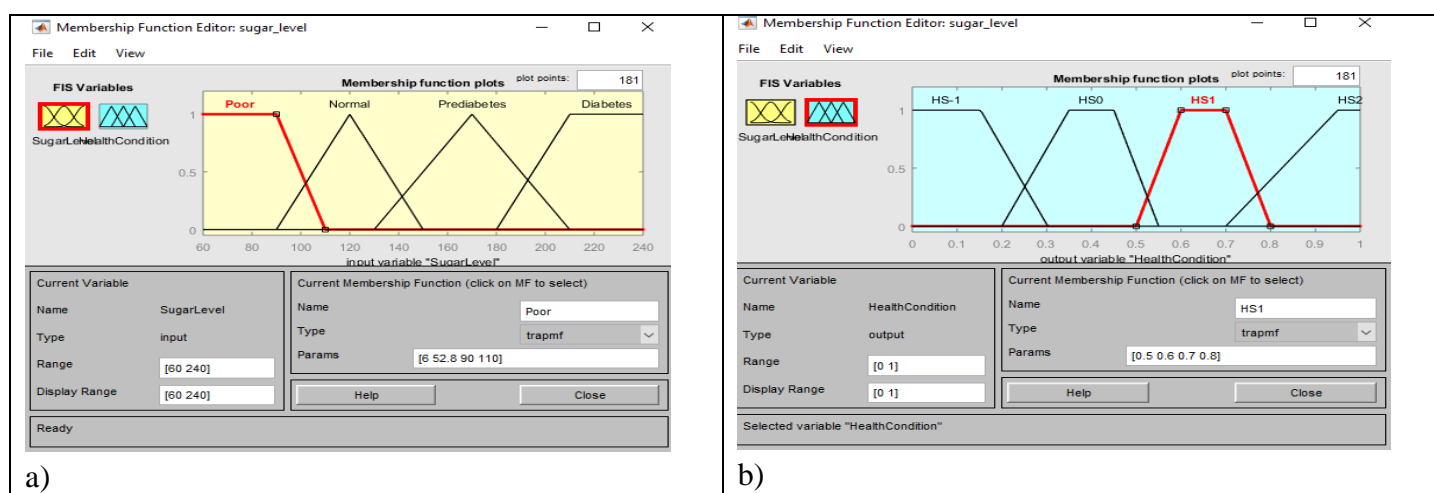 Membership Function Editor: sugar_level
File Edit View
FIS Variables
Membership function plots
plot points:
181
SugarLevel
HealthCondition
Poor
Normal
Prediabetes
Diabetes
1
0.5
0
60 80 100 120 140 160 180 200 220 240
input variable "SugarLevel"
Current Variable
Name SugarLevel
Type input
Range [60 240]
Display Range [60 240]
Current Membership Function (click on MF to select)
Name Poor
Type trapmf
Params [6 52.8 90 110]
Help Close
Ready
a)
Membership Function Editor: sugar_level
File Edit View
FIS Variables
Membership function plots
plot points:
181
SugarLevel
HealthCondition
HS-1
HS0
HS1
HS2
1
0.5
0
0 0.1 0.2 0.3 0.4 0.5 0.6 0.7 0.8 0.9 1
output variable "HealthCondition"
Current Variable
Name HealthCondition
Type output
Range [0 1]
Display Range [0 1]
Current Membership Function (click on MF to select)
Name HS1
Type trapmf
Params [0.5 0.6 0.7 0.8]
Help Close
Selected variable "HealthCondition"
b)